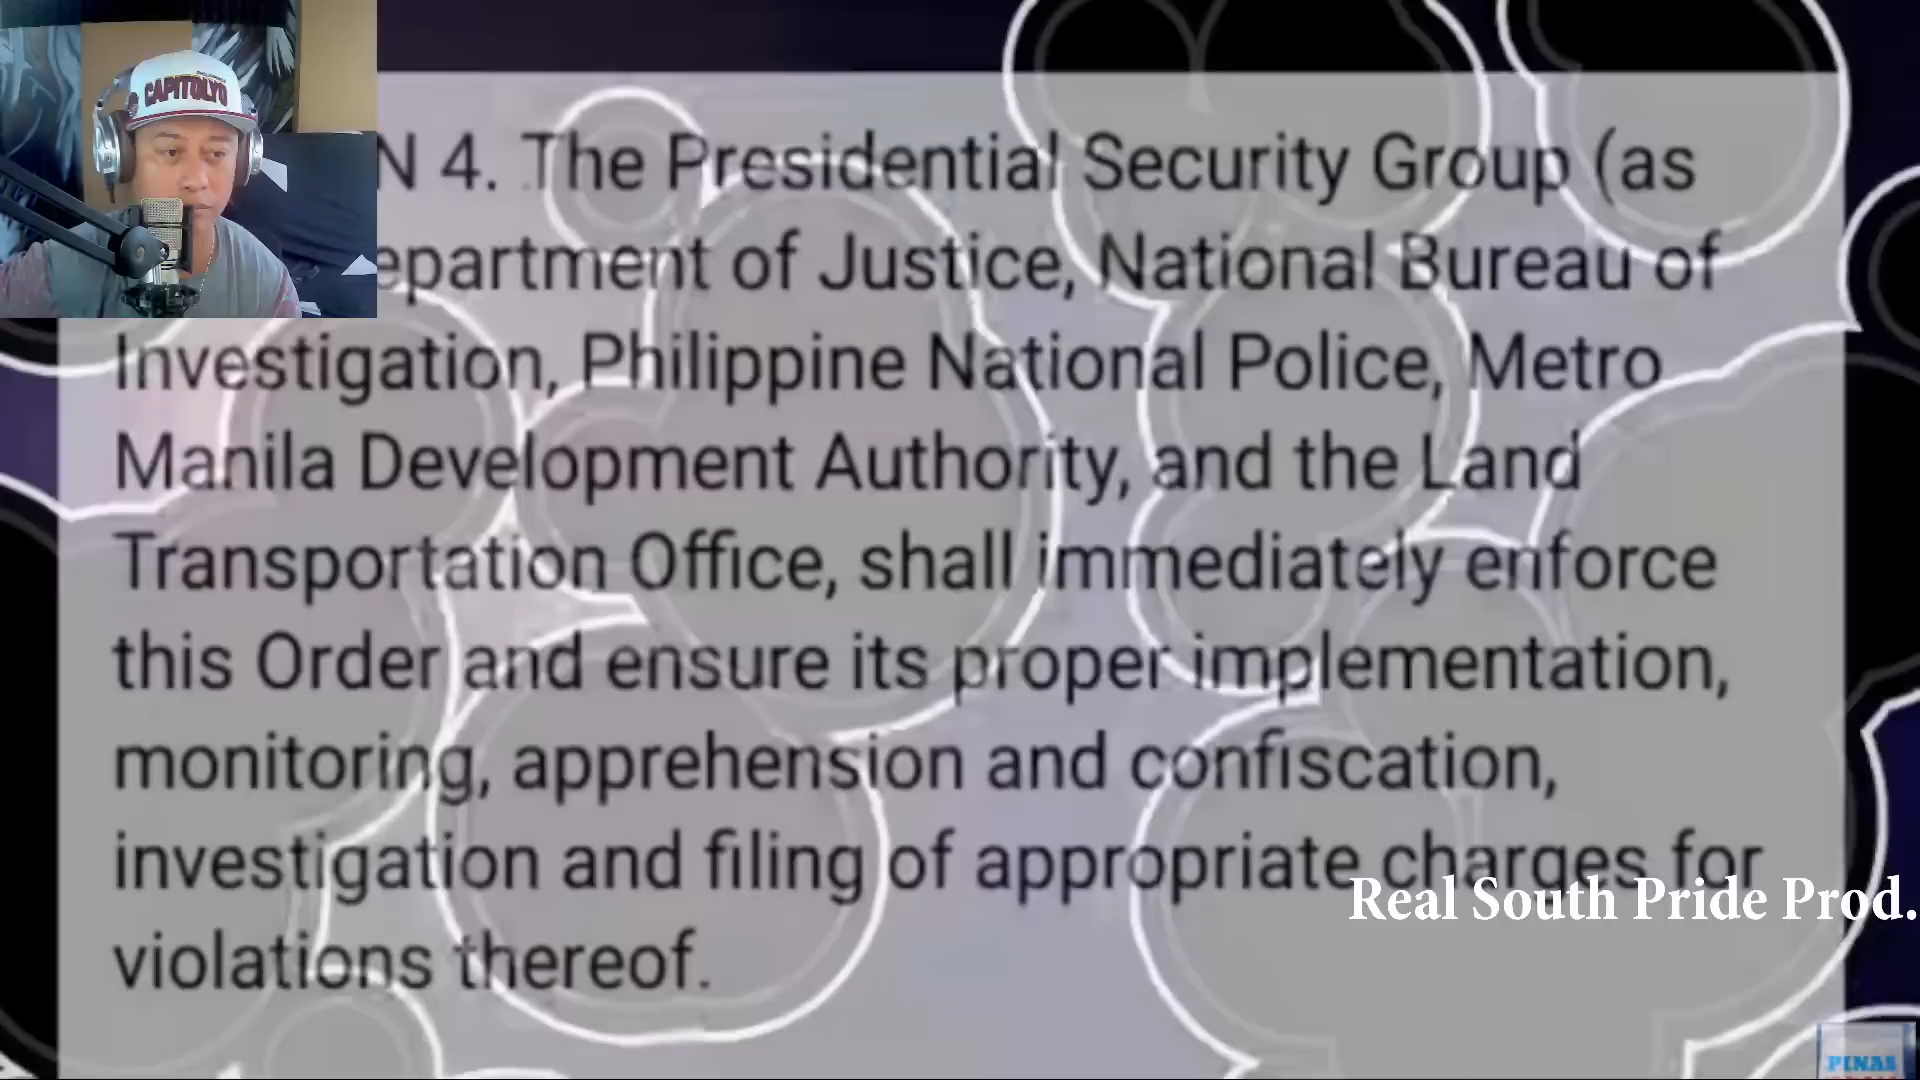 CAPITOLYO
N 4. The Presidential Security Group (as
epartment of Justice, National Bureau of
Investigation, Philippine National Police, Metro
Manila Development Authority, and the Land
Transportation Office, shall immediately enforce
this Order and ensure its proper implementation,
monitoring, apprehension and confiscation,
investigation and filing of appropriate charges for
violations thereof.
Real South Pride Prod.
PINAS